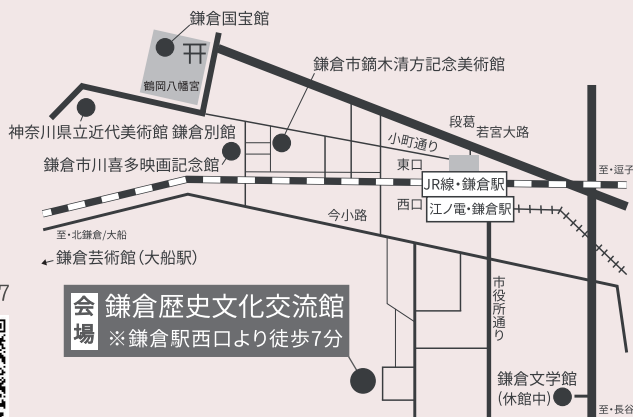 鎌倉国宝館
鶴岡八幡宮
鎌倉市鏑木清方記念美術館
段葛
若宮大路
神奈川県立近代美術館 鎌倉別館
小町通り
鎌倉市川喜多映画記念館
東口
至・逗子
JR線・鎌倉駅
西口
江ノ電・鎌倉駅
今小路
至・北鎌倉/大船
鎌倉芸術館(大船駅)
市役所通り
7
会場
鎌倉歴史文化交流館
※鎌倉駅西口より徒歩7分
鎌倉文学館
(休館中)
至・長谷